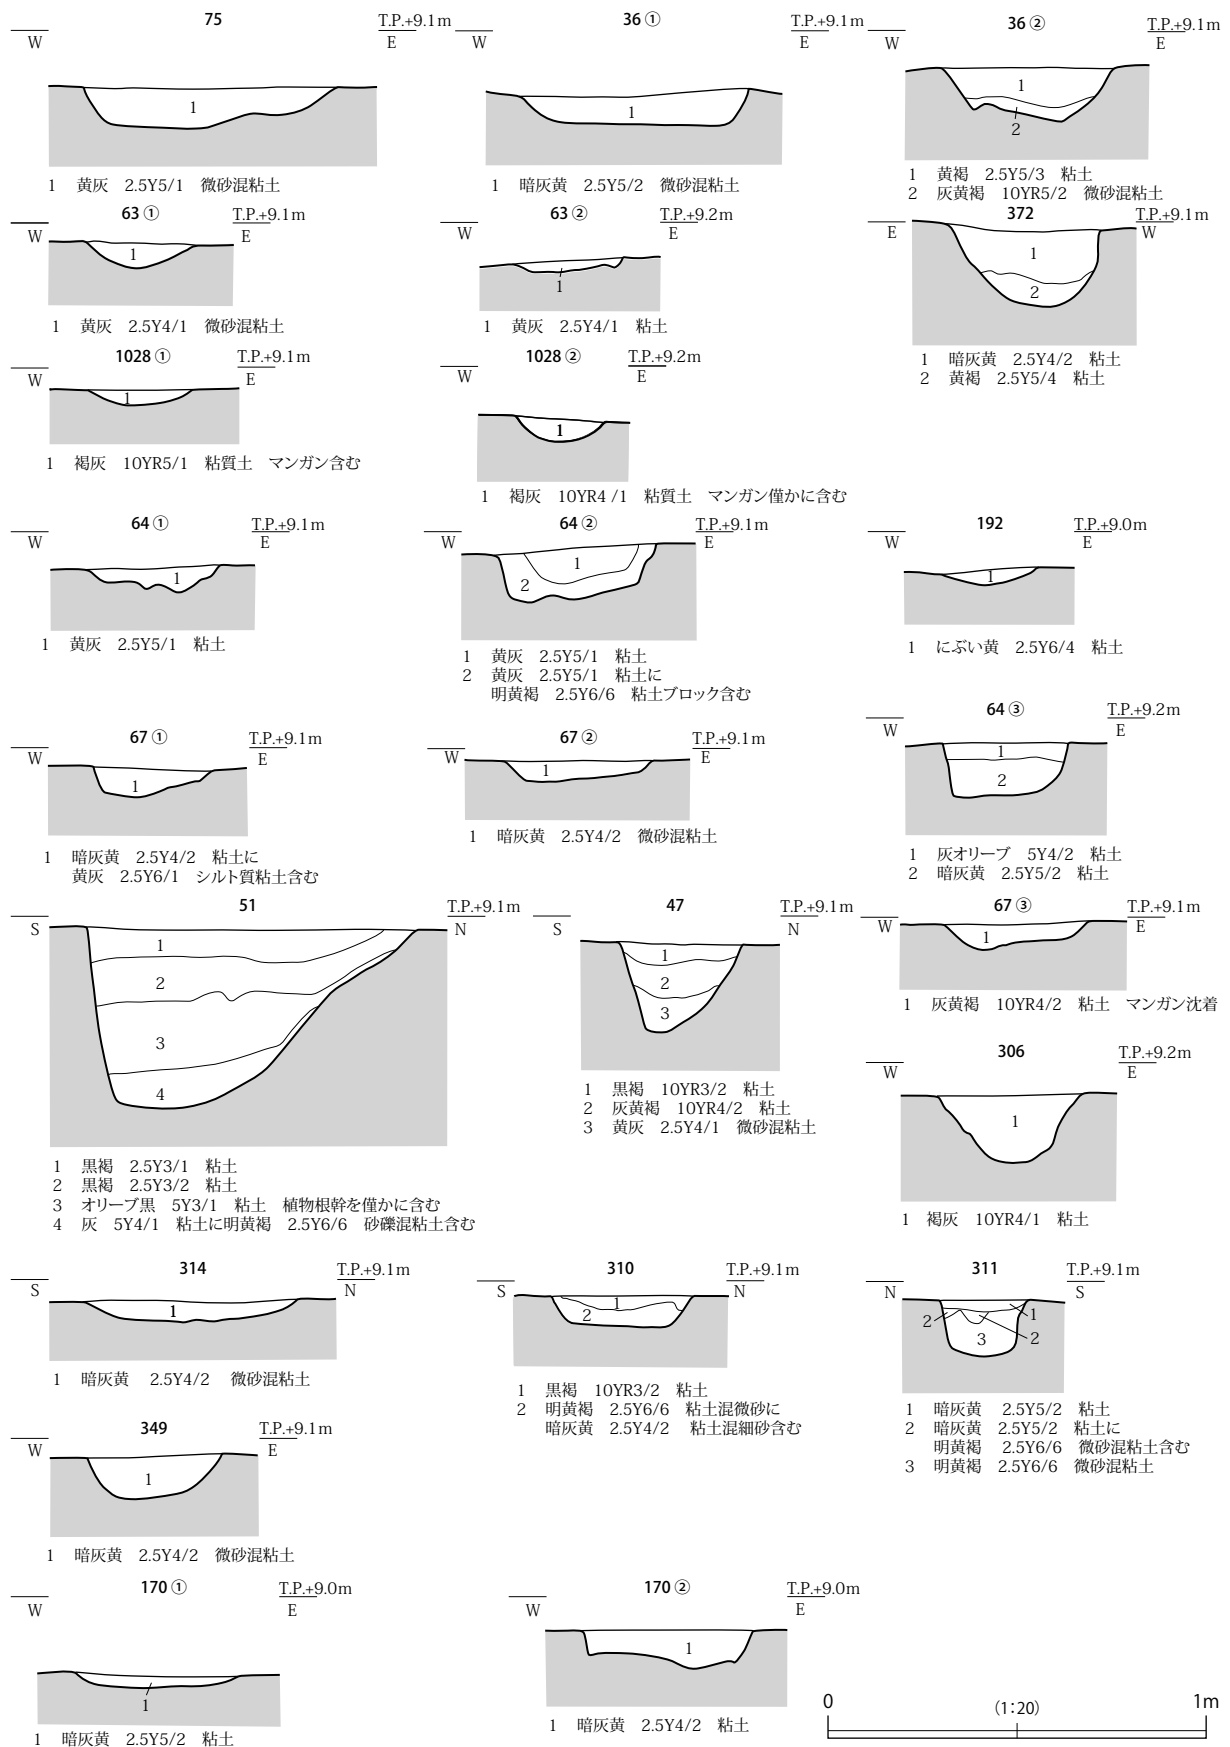 75
T.P.+9.1m
W
E
1
1 黄灰 2.5Y5/1 微砂混粘土
36 ①
T.P.+9.1m
W
E
1
1 暗灰黄 2.5Y5/2 微砂混粘土
36 ②
T.P.+9.1m
W
E
1
2
1 黄褐 2.5Y5/3 粘土
2 灰黄褐 10YR5/2 微砂混粘土
63 ①
T.P.+9.1m
W
E
1
1 黄灰 2.5Y4/1 微砂混粘土
63 ②
T.P.+9.2m
W
E
1
1 黄灰 2.5Y4/1 粘土
372
T.P.+9.1m
E
W
1
2
1 暗灰黄 2.5Y4/2 粘土
2 黄褐 2.5Y5/4 粘土
1028 ①
T.P.+9.1m
W
E
1
1 褐灰 10YR5/1 粘質土 マンガン含む
1028 ②
T.P.+9.2m
W
E
1
1 褐灰 10YR4 /1 粘質土 マンガン僅かに含む
64 ①
T.P.+9.1m
W
E
1
1 黄灰 2.5Y5/1 粘土
64 ②
T.P.+9.1m
W
E
1
2
1 黄灰 2.5Y5/1 粘土
2 黄灰 2.5Y5/1 粘土に
明黄褐 2.5Y6/6 粘土ブロック含む
192
T.P.+9.0m
W
E
1
1 にぶい黄 2.5Y6/4 粘土
67 ①
T.P.+9.1m
W
E
1
1 暗灰黄 2.5Y4/2 粘土に
黄灰 2.5Y6/1 シルト質粘土含む
67 ②
T.P.+9.1m
W
E
1
1 暗灰黄 2.5Y4/2 微砂混粘土
64 ③
T.P.+9.2m
W
E
1
2
1 灰オリーブ 5Y4/2 粘土
2 暗灰黄 2.5Y5/2 粘土
51
T.P.+9.1m
S
N
1
2
3
4
1 黒褐 2.5Y3/1 粘土
2 黒褐 2.5Y3/2 粘土
3 オリーブ黒 5Y3/1 粘土 植物根幹を僅かに含む
4 灰 5Y4/1 粘土に明黄褐 2.5Y6/6 砂礫混粘土含む
47
T.P.+9.1m
S
N
1
2
3
1 黒褐 10YR3/2 粘土
2 灰黄褐 10YR4/2 粘土
3 黄灰 2.5Y4/1 微砂混粘土
67 ③
T.P.+9.1m
W
E
1
1 灰黄褐 10YR4/2 粘土 マンガン沈着
306
T.P.+9.2m
W
E
1
1 褐灰 10YR4/1 粘土
314
T.P.+9.1m
S
N
1
1 暗灰黄 2.5Y4/2 微砂混粘土
310
T.P.+9.1m
S
N
1
2
1 黒褐 10YR3/2 粘土
2 明黄褐 2.5Y6/6 粘土混微砂に
暗灰黄 2.5Y4/2 粘土混細砂含む
311
T.P.+9.1m
N
S
1
2
2
3
1 暗灰黄 2.5Y5/2 粘土
2 暗灰黄 2.5Y5/2 粘土に
明黄褐 2.5Y6/6 微砂混粘土含む
3 明黄褐 2.5Y6/6 微砂混粘土
349
T.P.+9.1m
W
E
1
1 暗灰黄 2.5Y4/2 微砂混粘土
170 ①
T.P.+9.0m
W
E
1
1 暗灰黄 2.5Y5/2 粘土
170 ②
T.P.+9.0m
W
E
1
1 暗灰黄 2.5Y4/2 粘土
0
(1:20)
1m